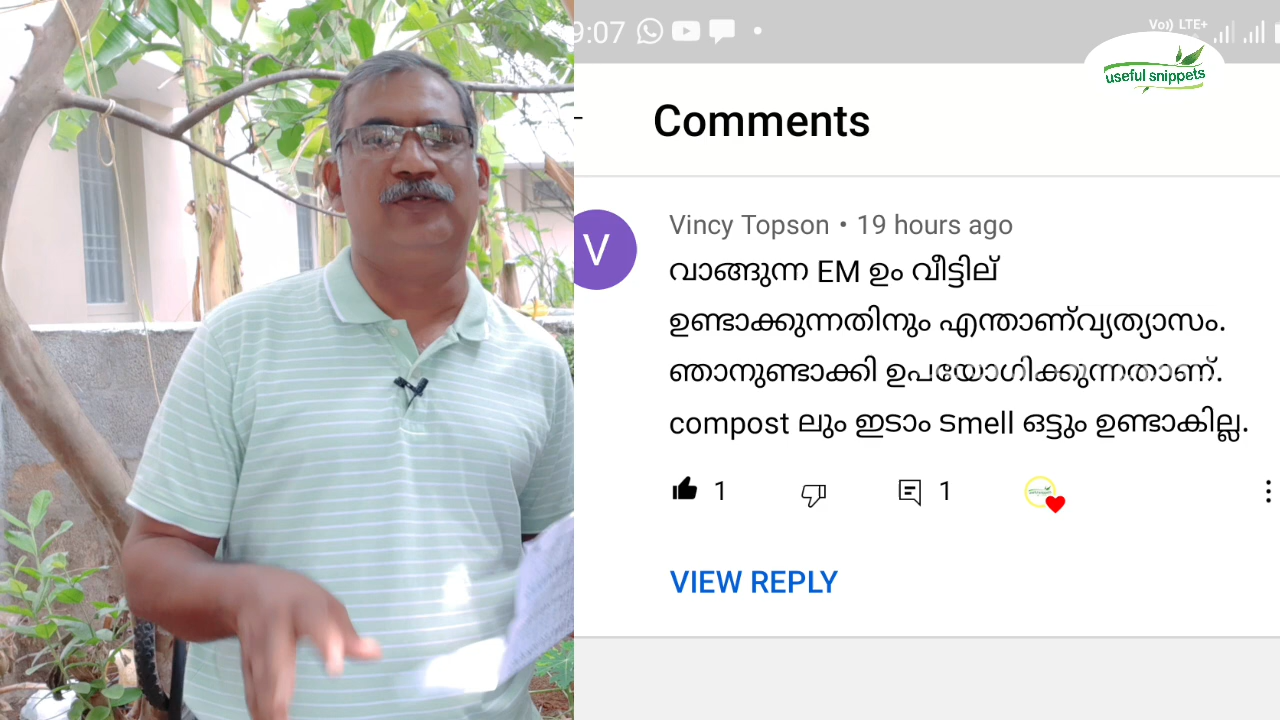 9:07
Vo) LTE+
useful snippets
Comments
V
Vincy Topson • 19 hours ago
വാങ്ങുന്ന EM ഉം വീട്ടില്
ഉണ്ടാക്കുന്നതിനും എന്താണ്‌വ്യത്യാസം.
ഞാനുണ്ടാക്കി ഉപയോഗിക്കുന്നതാണ്.
compost ലും ഇടാം ടmell ഒട്ടും ഉണ്ടാകില്ല.
1
1
VIEW REPLY